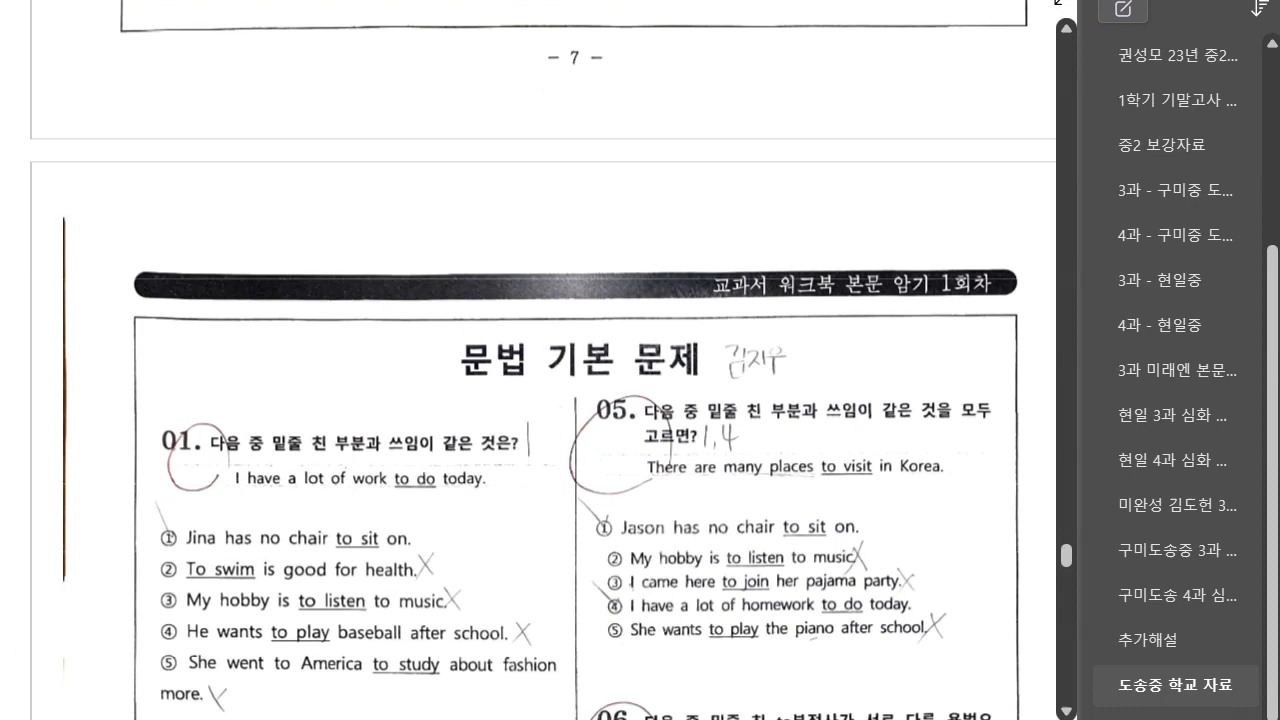 - 7 -
교과서 워크북 본문 암기 1회차
문법 기본 문제 김지우
01. 다음 중 밑줄 친 부분과 쓰임이 같은 것은? 1
I have a lot of work to do today.
① Jina has no chair to sit on.
② To swim is good for health.
③ My hobby is to listen to music.
④ He wants to play baseball after school.
⑤ She went to America to study about fashion
more.
05. 다음 중 밑줄 친 부분과 쓰임이 같은 것을 모두
고르면? 1, 4
There are many places to visit in Korea.
① Jason has no chair to sit on.
② My hobby is to listen to music.
③ I came here to join her pajama party.
④ I have a lot of homework to do today.
⑤ She wants to play the piano after school.
06.
권성모 23년 중2...
1학기 기말고사 ...
중2 보강자료
3과 - 구미중 도...
4과 - 구미중 도...
3과 - 현일중
4과 - 현일중
3과 미래엔 본문...
현일 3과 심화 ...
현일 4과 심화 ...
미완성 김도헌 3...
구미도송중 3과 ...
구미도송 4과 심...
추가해설
도송중 학교 자료